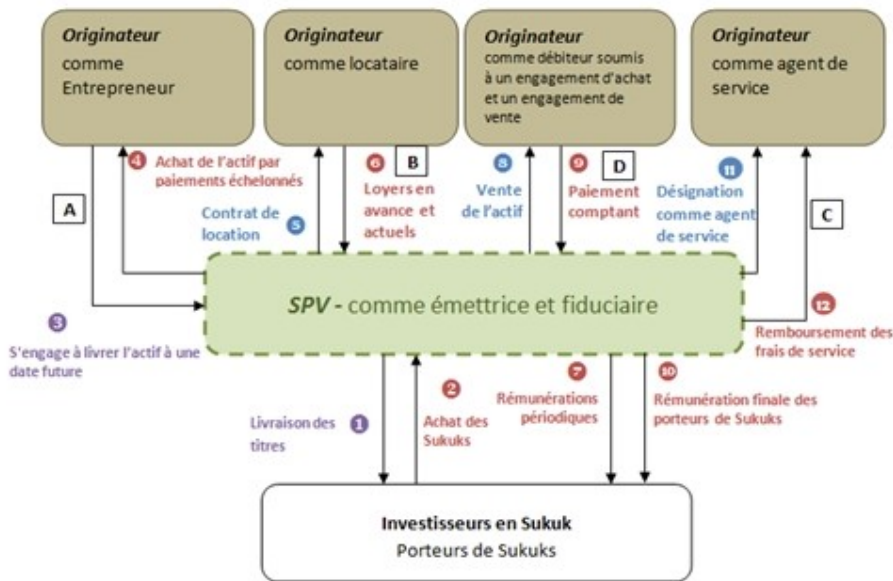 Originateur
comme
Entrepreneur
Originateur
comme locataire
Originateur
comme débiteur soumis
à un engagement d'achat
et un engagement de
vente
Originateur
comme agent de
service
4
Achat de l'actif par
paiements échelonnés
A
Contrat de
location
5
6
B
Loyers en
avance et
actuels
8
Vente
de l'actif
9
D
Paiement
comptant
11
Désignation
comme agent
de service
C
SPV - comme émettrice et fiduciaire
3
S'engage à livrer l'actif à une
date future
12
Remboursement des
frais de service
Livraison des
titres
1
2
Achat des
Sukuks
7
Rémunérations
périodiques
10
Rémunération finale des
porteurs de Sukuks
Investisseurs en Sukuk
Porteurs de Sukuks